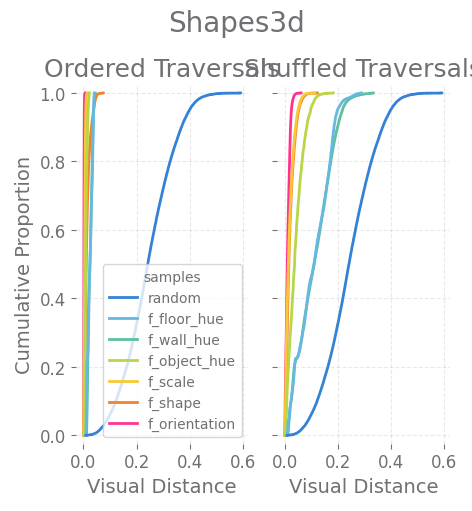 Shapes3d
Ordered Traversals
Shuffled Traversals
Cumulative Proportion
1.0
0.8
0.6
0.4
0.2
0.0
samples
random
f_floor_hue
f_wall_hue
f_object_hue
f_scale
f_shape
f_orientation
0.0 0.2 0.4 0.6
0.0 0.2 0.4 0.6
Visual Distance
Visual Distance